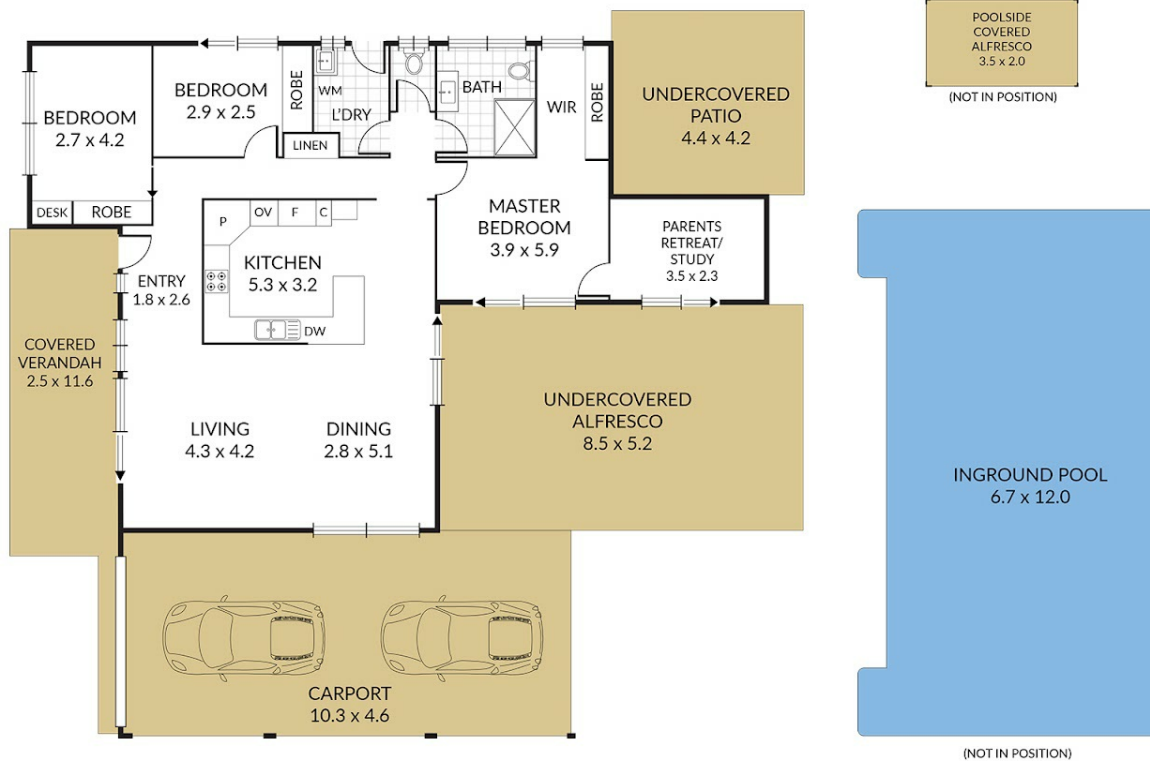 POOLSIDE
COVERED
ALFRESCO
3.5 x 2.0
(NOT IN POSITION)
BEDROOM
2.7 x 4.2
BEDROOM
2.9 x 2.5
ROBE
WM
L'DRY
LINEN
BATH
WIR
ROBE
UNDERCOVERED
PATIO
4.4 x 4.2
DESK
ROBE
P
OV
F
C
KITCHEN
5.3 x 3.2
DW
MASTER
BEDROOM
3.9 x 5.9
PARENTS
RETREAT/
STUDY
3.5 x 2.3
ENTRY
1.8 x 2.6
COVERED
VERANDAH
2.5 x 11.6
LIVING
4.3 x 4.2
DINING
2.8 x 5.1
UNDERCOVERED
ALFRESCO
8.5 x 5.2
INGROUND POOL
6.7 x 12.0
CARPORT
10.3 x 4.6
(NOT IN POSITION)